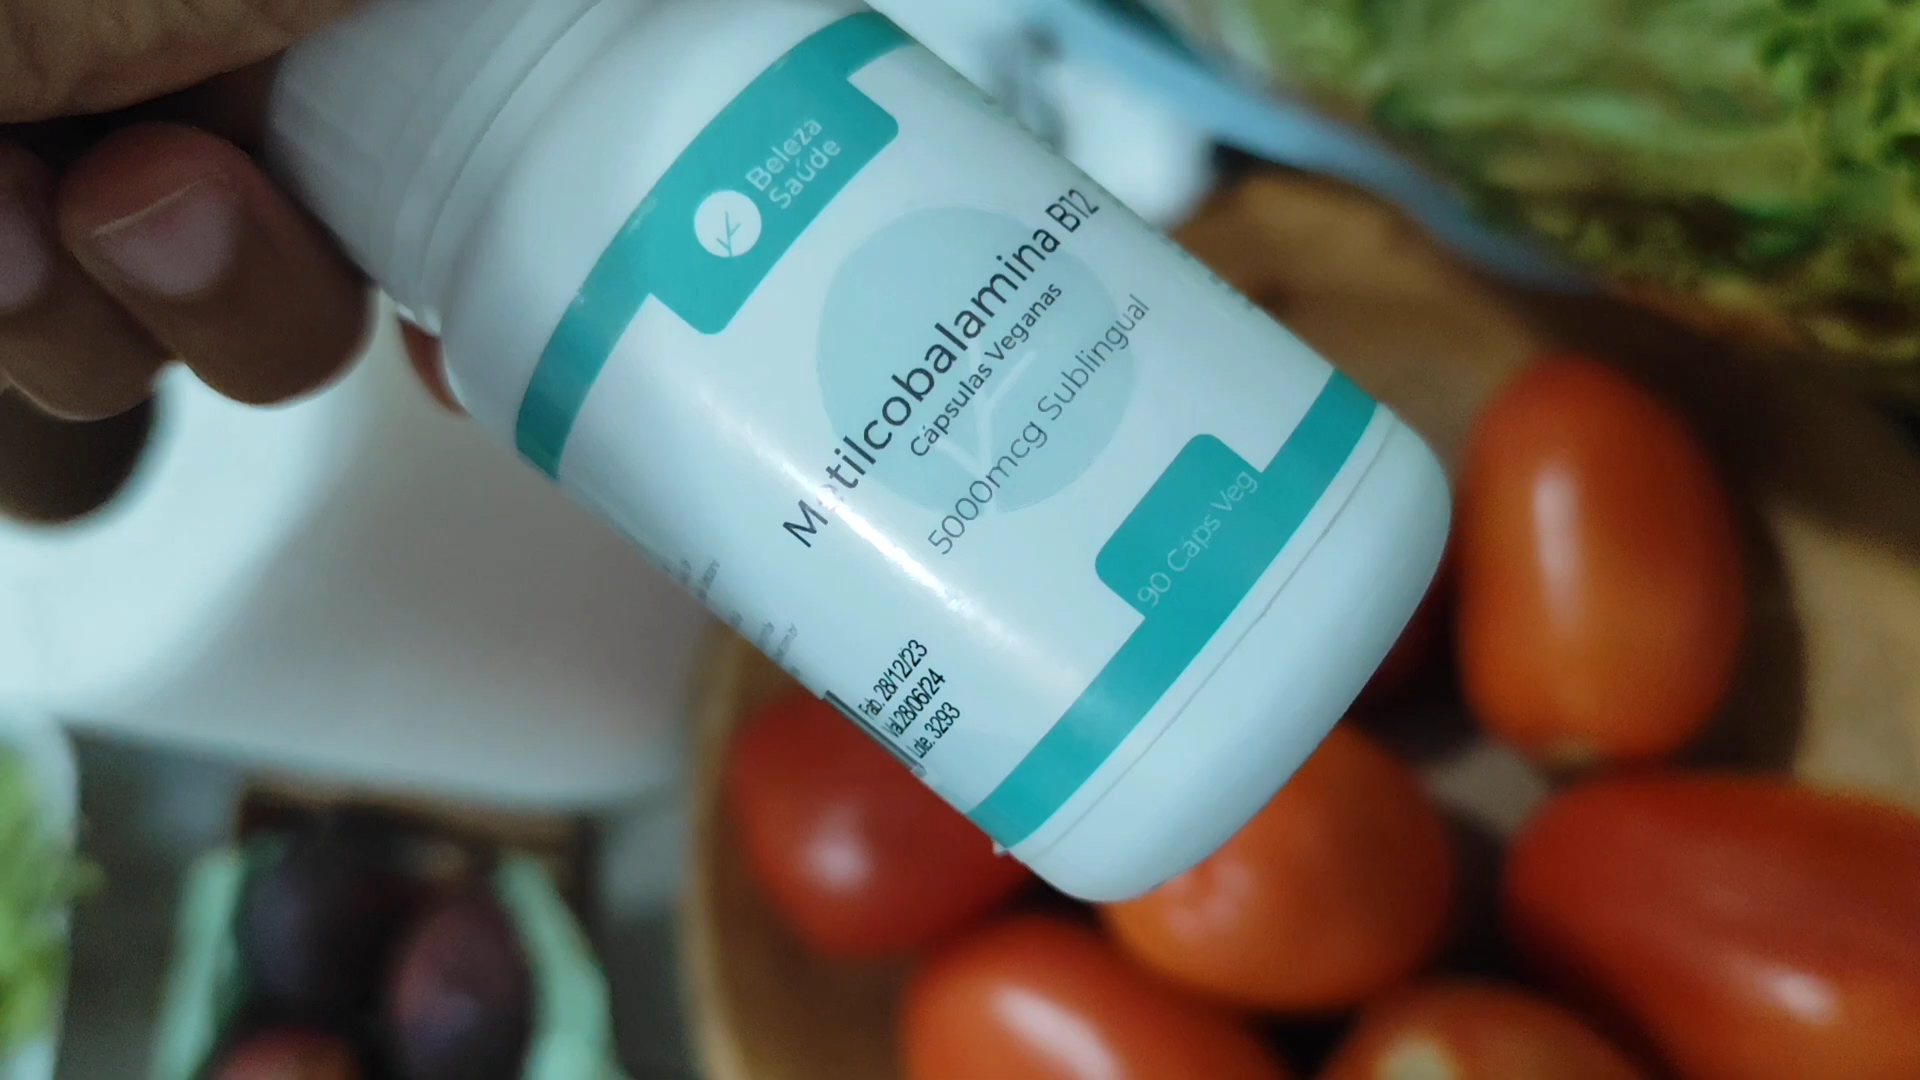 Beleza
Saúde
Metilcobalamina B12
Cápsulas Veganas
5000mcg Sublingual
90 Cáps Veg
Fab. 28/12/23
Val.28/06/24
Lote. 3293